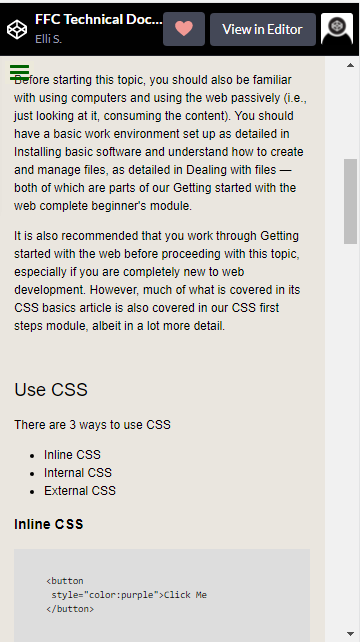 FFC Technical Doc...
Elli S.
View in Editor
Before starting this topic, you should also be familiar
with using computers and using the web passively (i.e.,
just looking at it, consuming the content). You should
have a basic work environment set up as detailed in
Installing basic software and understand how to create
and manage files, as detailed in Dealing with files —
both of which are parts of our Getting started with the
web complete beginner's module.
It is also recommended that you work through Getting
started with the web before proceeding with this topic,
especially if you are completely new to web
development. However, much of what is covered in its
CSS basics article is also covered in our CSS first
steps module, albeit in a lot more detail.
Use CSS
There are 3 ways to use CSS
Inline CSS
Internal CSS
External CSS
Inline CSS
<button
style="color:purple">Click Me
</button>